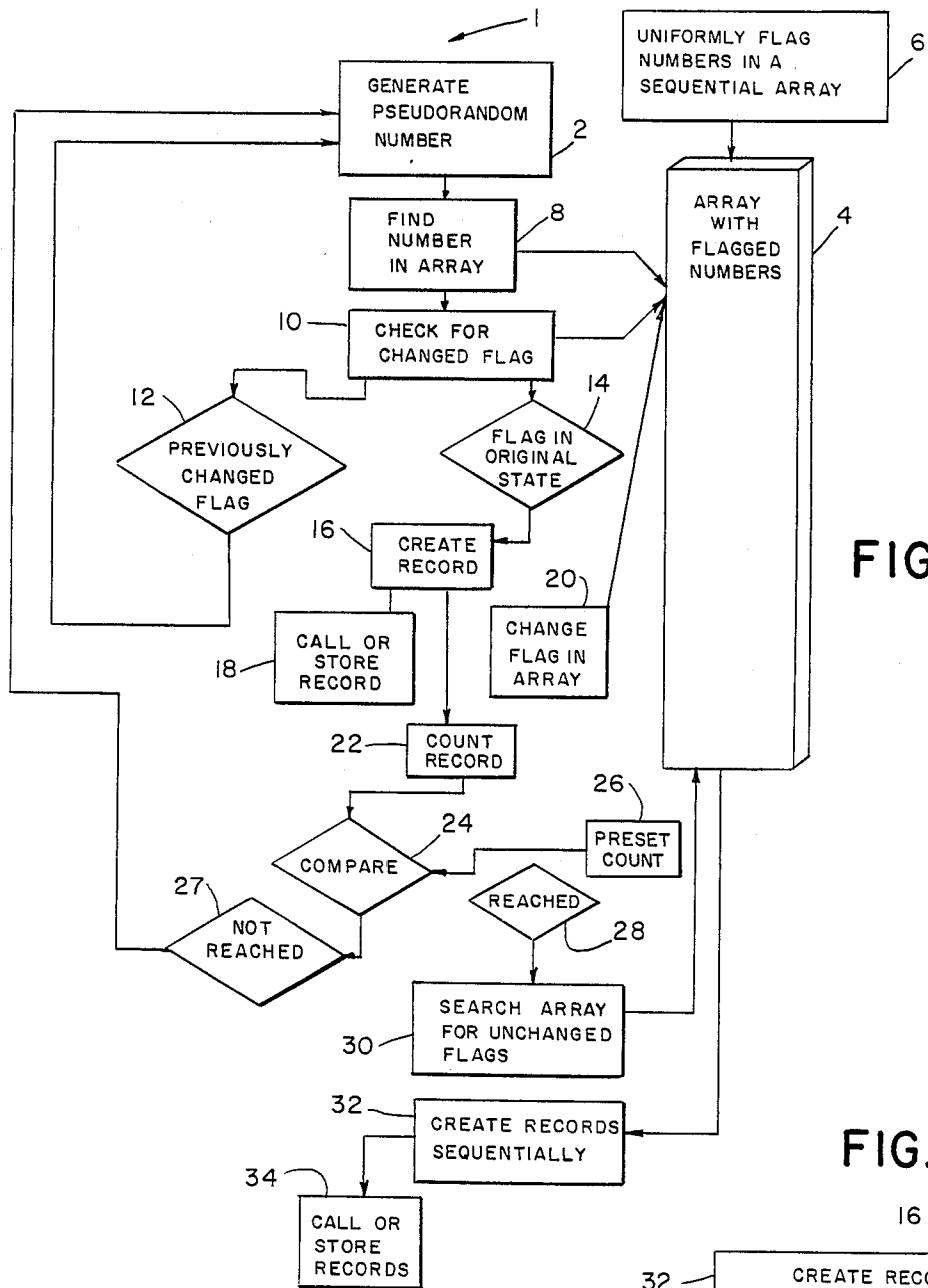 1
UNIFORMLY FLAG
NUMBERS IN A
SEQUENTIAL ARRAY
6
GENERATE
PSEUDORANDOM
NUMBER
2
ARRAY
WITH
FLAGGED
NUMBERS
4
FIND
NUMBER
IN ARRAY
8
10
CHECK FOR
CHANGED FLAG
12
PREVIOUSLY
CHANGED
FLAG
14
FLAG IN
ORIGINAL
STATE
16
CREATE
RECORD
FIG
20
CHANGE
FLAG IN
ARRAY
18
CALL OR
STORE
RECORD
22
COUNT
RECORD
24
COMPARE
26
PRESET
COUNT
27
NOT
REACHED
REACHED
28
30
SEARCH ARRAY
FOR UNCHANGED
FLAGS
32
CREATE RECORDS
SEQUENTIALLY
34
CALL OR
STORE
RECORDS
FIG.
16
32
CREATE RECO